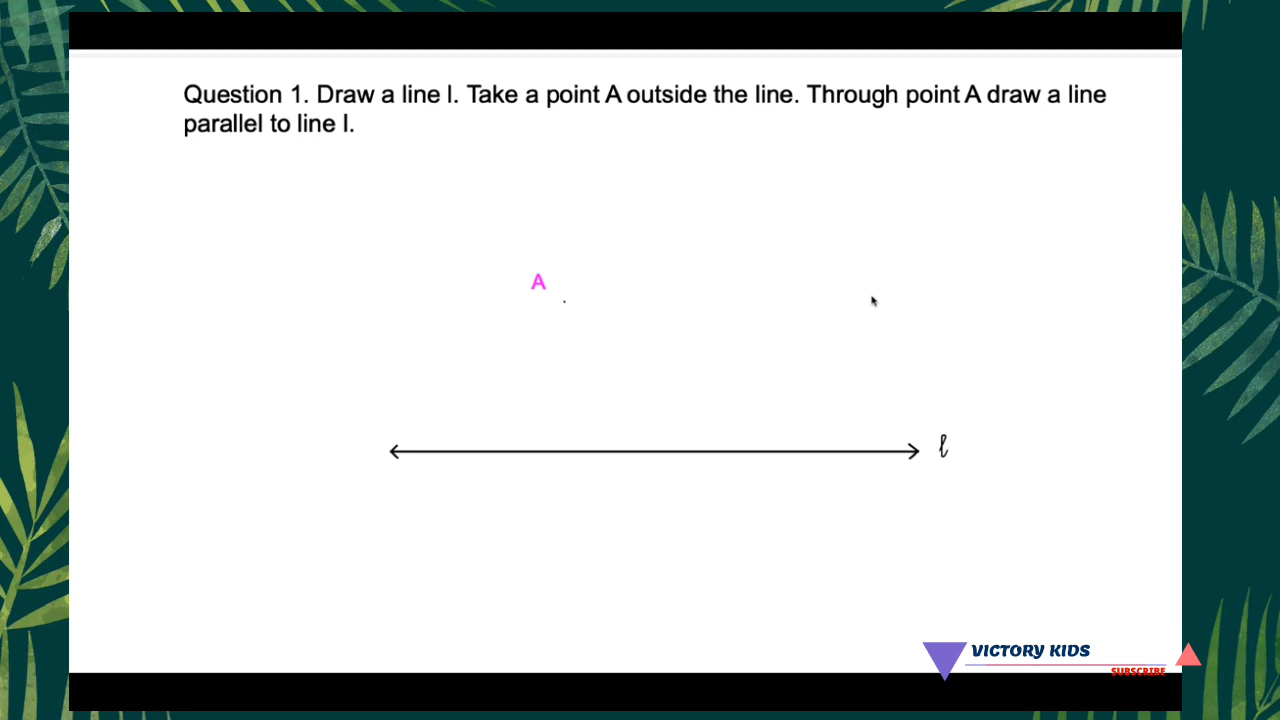 Question 1. Draw a line l. Take a point A outside the line. Through point A draw a line
parallel to line l.
A
ℓ
VICTORY KIDS
SUBSCRIBE